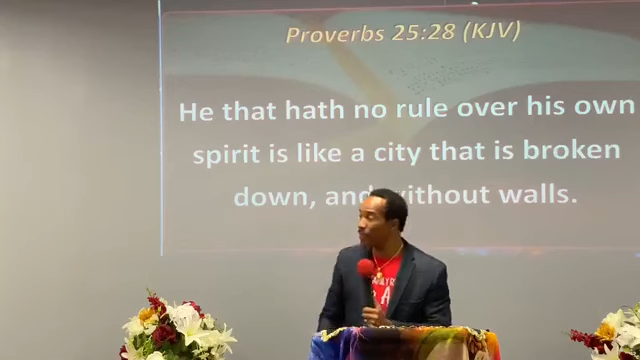 Proverbs 25:28 (KJV)
He that hath no rule over his own
spirit is like a city that is broken
down, and without walls.